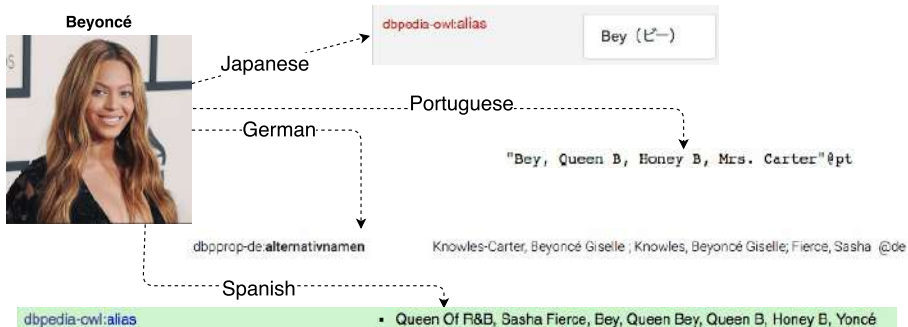 Beyoncé
dbpedia-owl:alias
Bey (ビー)
Japanese
Portuguese
German
"Bey, Queen B, Honey B, Mrs. Carter"@pt
dbpprop-de:alternativnamen
Knowles-Carter, Beyoncé Giselle ; Knowles, Beyoncé Giselle; Fierce, Sasha @de
Spanish
dbpedia-owl:alias
▪ Queen Of R&B, Sasha Fierce, Bey, Queen Bey, Queen B, Honey B, Yoncé